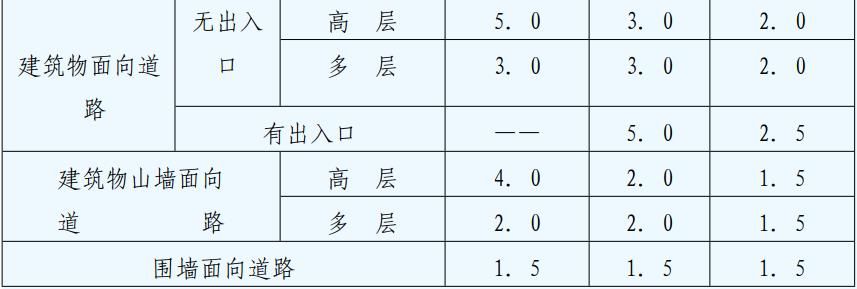 无出入 高 层 5. 0 3. 0 2. 0
建筑物面向道 口 多 层 3. 0 3. 0 2. 0
路
有出入口 —— 5. 0 2. 5
建筑物山墙面向 高 层 4. 0 2. 0 1. 5
道 路 多 层 2. 0 2. 0 1. 5
围墙面向道路 1. 5 1. 5 1. 5